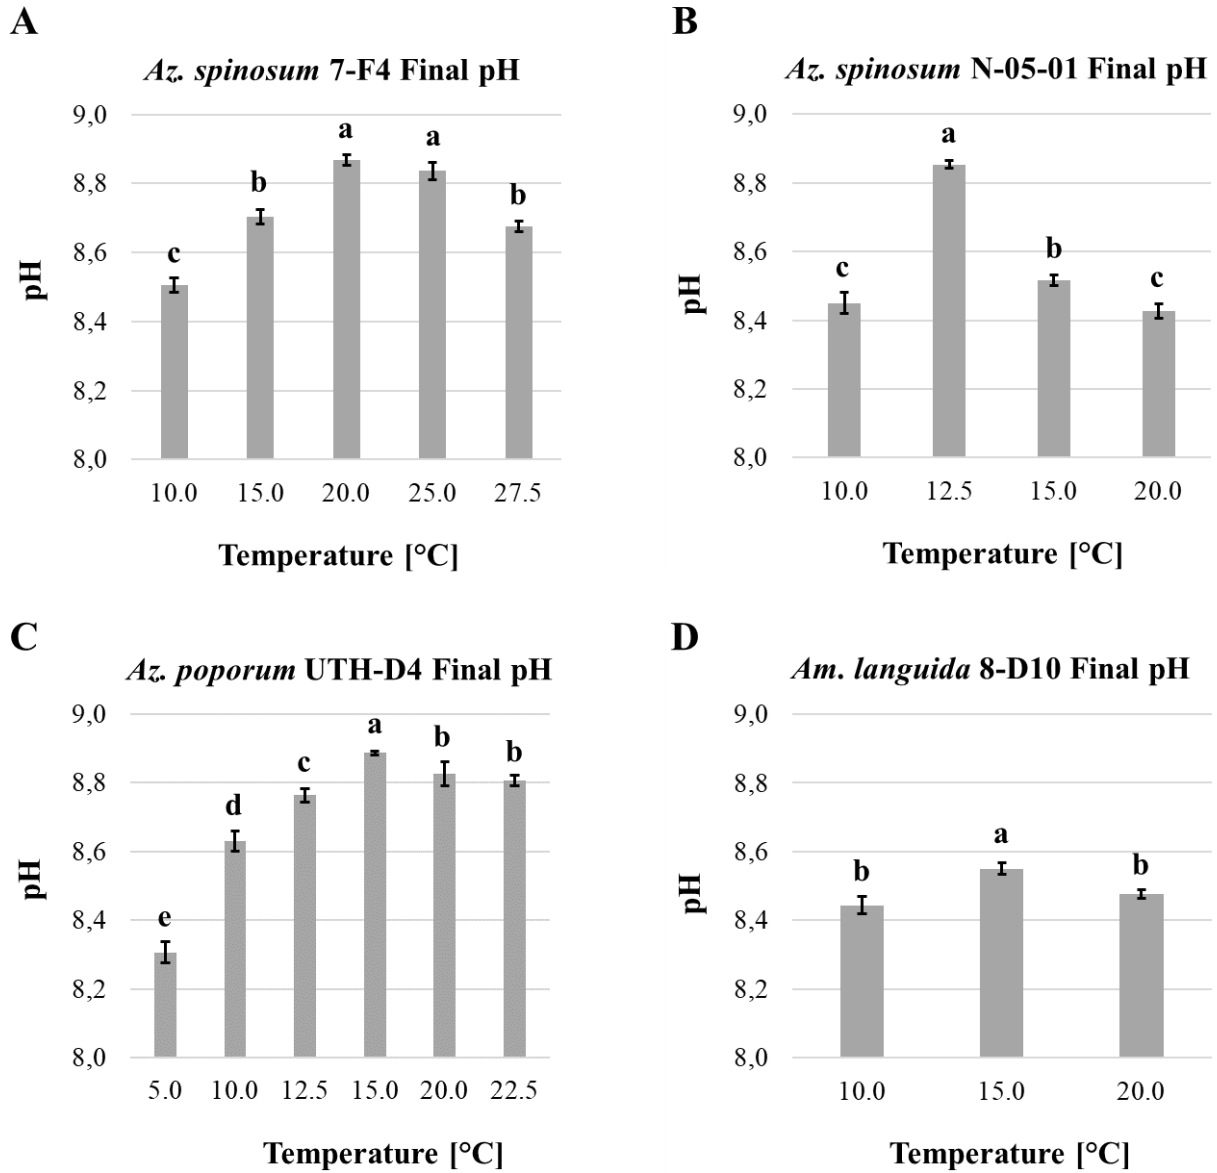 A
Az. spinosum 7-F4 Final pH
9,0
8,8
8,6
8,4
8,2
8,0
pH
c
b
a
a
b
10.0 15.0 20.0 25.0 27.5
Temperature [°C]
B
Az. spinosum N-05-01 Final pH
9,0
8,8
8,6
8,4
8,2
8,0
pH
c
a
b
c
10.0 12.5 15.0 20.0
Temperature [°C]
C
Az. poporum UTH-D4 Final pH
9,0
8,8
8,6
8,4
8,2
8,0
pH
e
d
c
a
b
b
5.0 10.0 12.5 15.0 20.0 22.5
Temperature [°C]
D
Am. languida 8-D10 Final pH
9,0
8,8
8,6
8,4
8,2
8,0
pH
b
a
b
10.0 15.0 20.0
Temperature [°C]